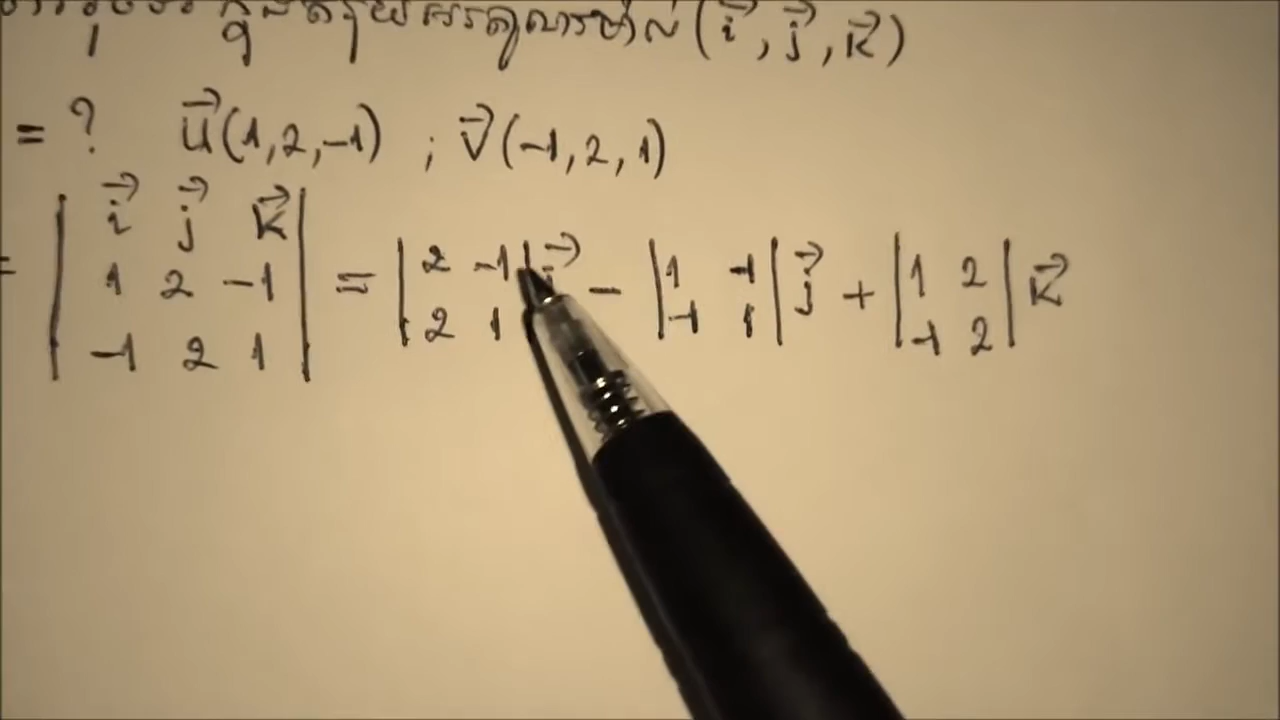 (i⃗, j⃗, k⃗)
= ? u⃗(1,2,-1) ; v⃗(-1,2,1)
= | i⃗ j⃗ k⃗ | = | 2 -1 | i⃗ - | 1 -1 | j⃗ + | 1 2 | k⃗
| 1 2 -1 | | 2 1 | | -1 1 | | -1 2 |
| -1 2 1 |